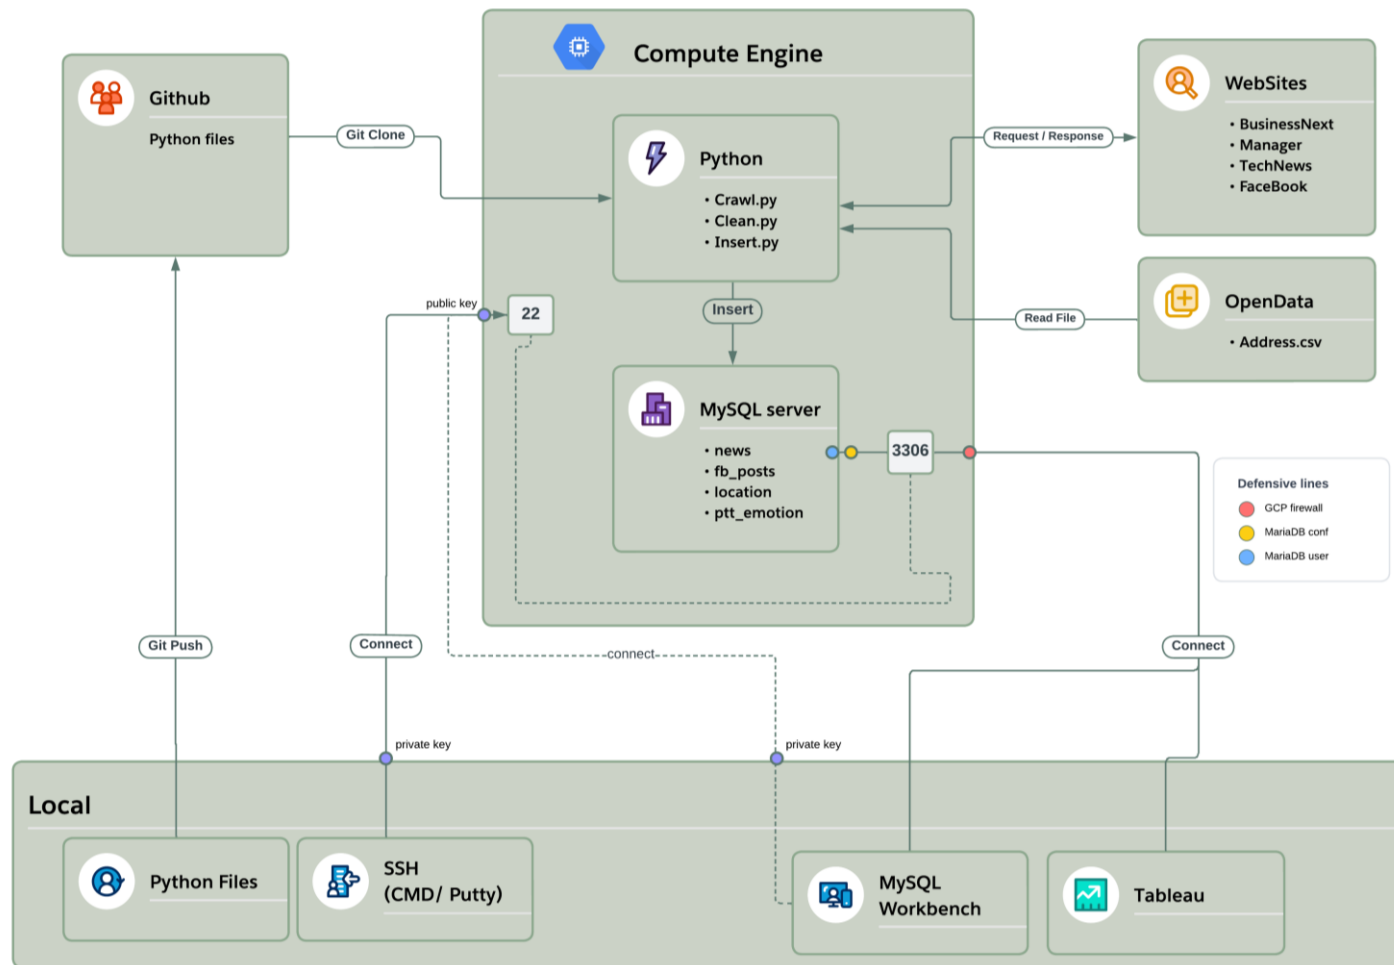 Compute Engine
Github
Python files
Git Clone
Python
• Crawl.py
• Clean.py
• Insert.py
Request / Response
WebSites
• BusinessNext
• Manager
• TechNews
• FaceBook
public key
22
Insert
Read File
OpenData
• Address.csv
MySQL server
• news
• fb_posts
• location
• ptt_emotion
3306
Defensive lines
GCP firewall
MariaDB conf
MariaDB user
Git Push
Connect
connect
Connect
private key
private key
Local
Python Files
SSH
(CMD/ Putty)
MySQL
Workbench
Tableau